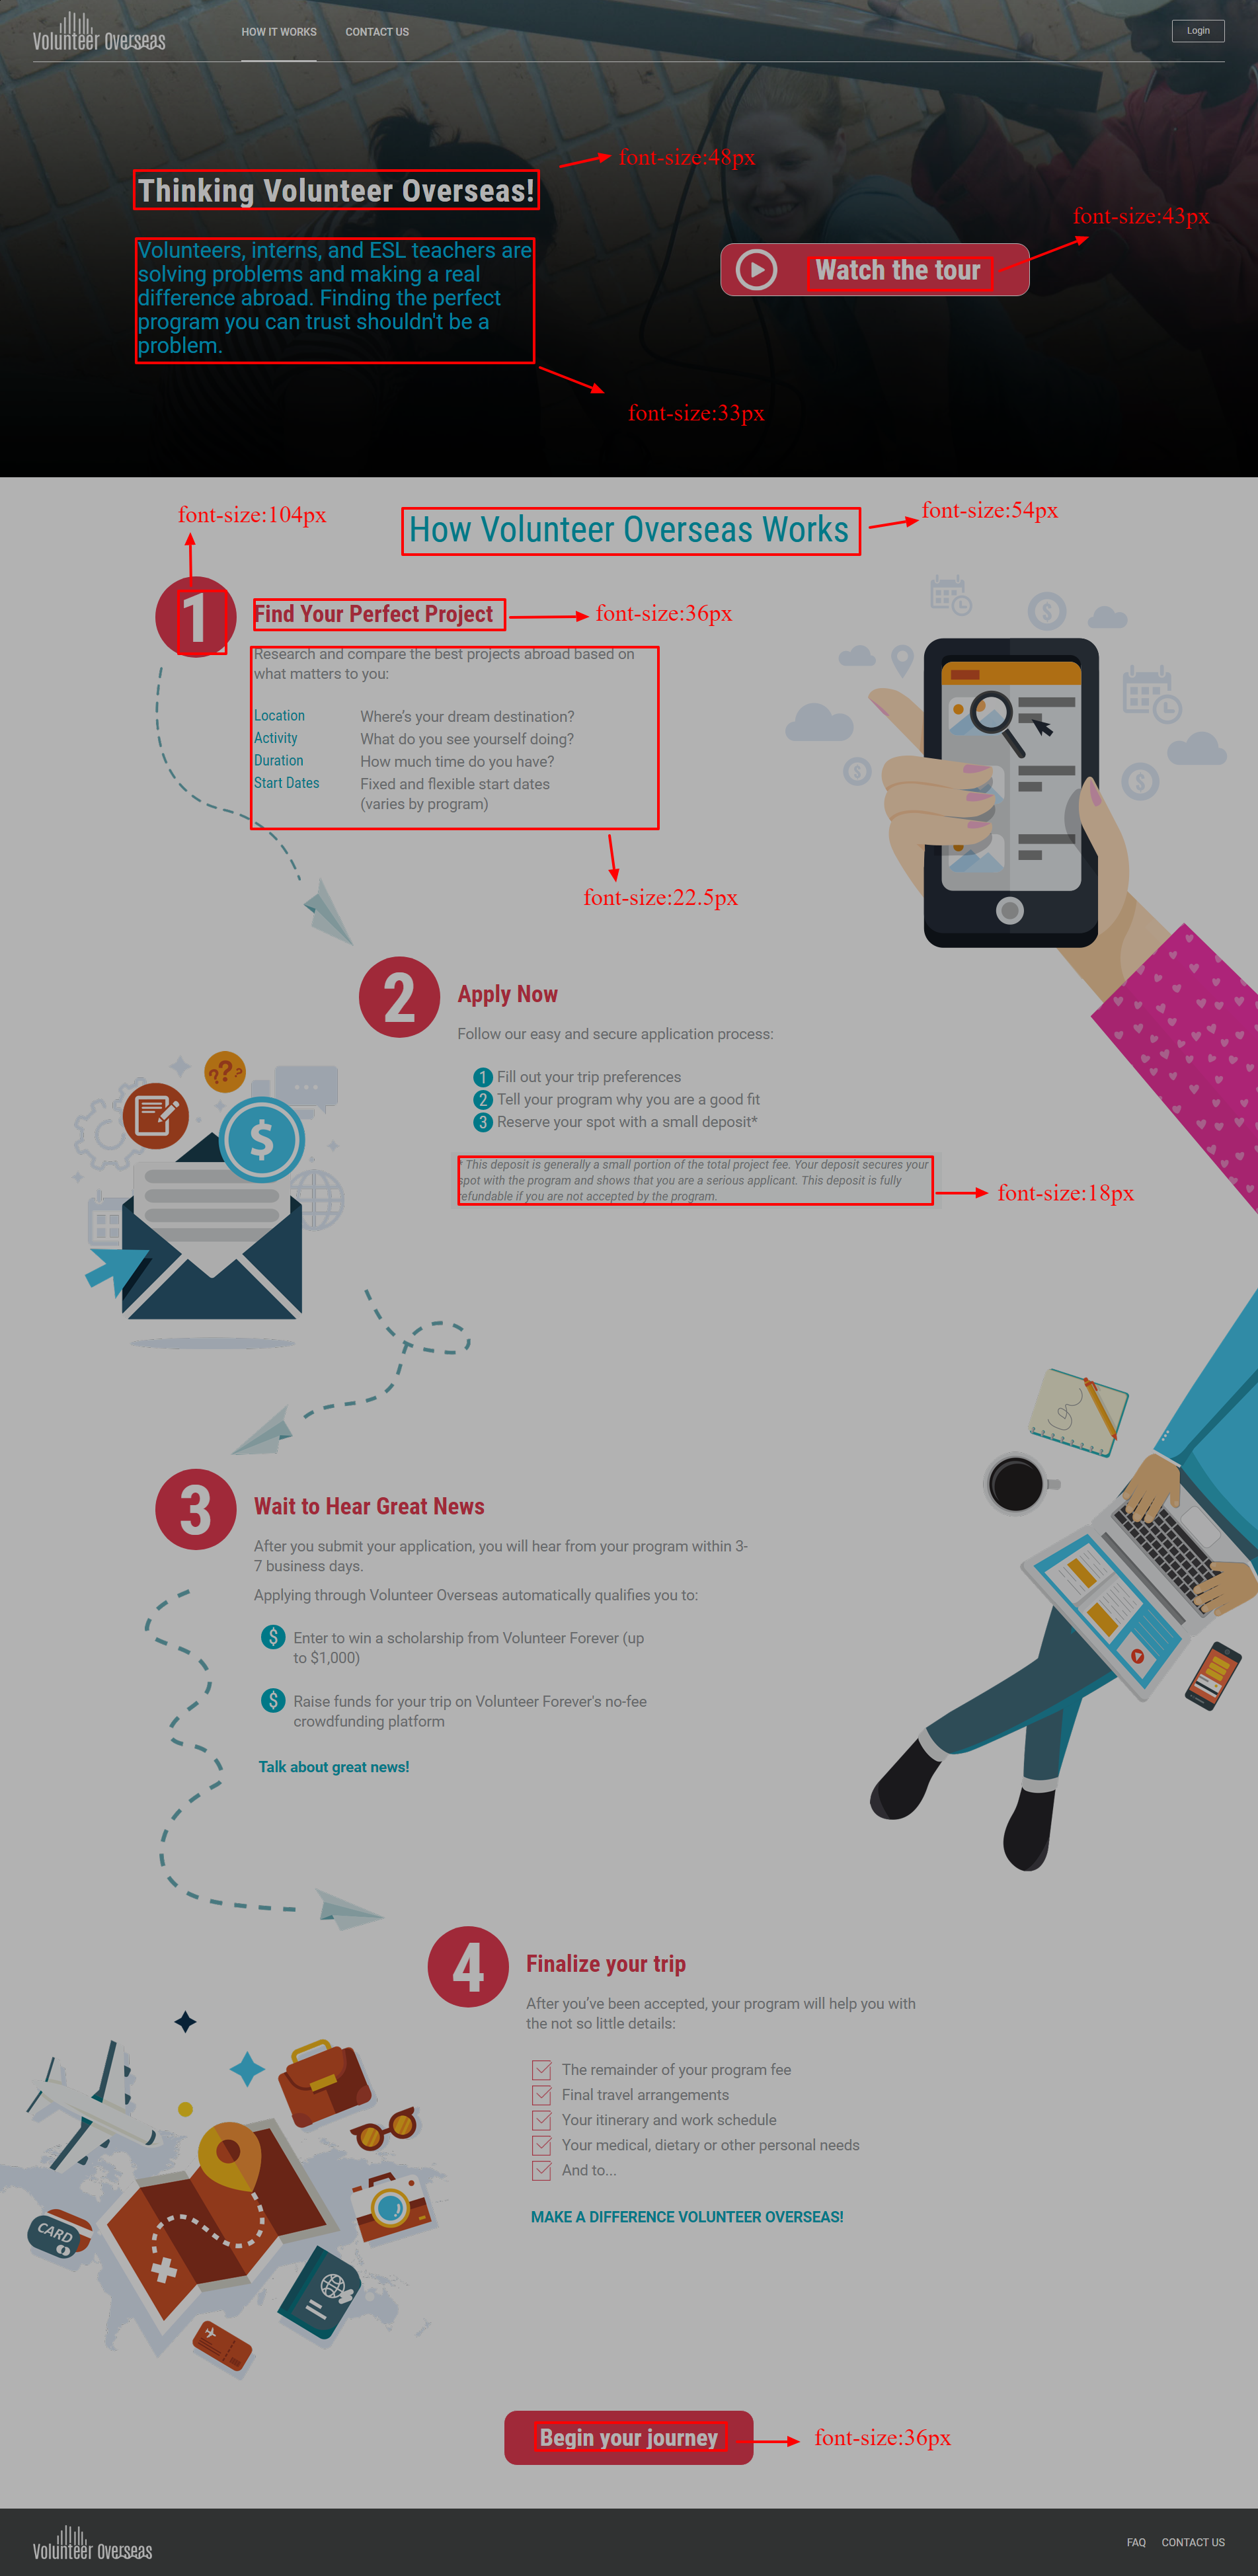 Volunteer Overseas
HOW IT WORKS
CONTACT US
Login
font-size:48px
Thinking Volunteer Overseas!
font-size:43px
Volunteers, interns, and ESL teachers are
solving problems and making a real
difference abroad. Finding the perfect
program you can trust shouldn't be a
problem.
Watch the tour
font-size:33px
font-size:104px
How Volunteer Overseas Works
font-size:54px
1
Find Your Perfect Project
font-size:36px
Research and compare the best projects abroad based on
what matters to you:
Location Where's your dream destination?
Activity What do you see yourself doing?
Duration How much time do you have?
Start Dates Fixed and flexible start dates
(varies by program)
font-size:22.5px
2
Apply Now
Follow our easy and secure application process:
1 Fill out your trip preferences
2 Tell your program why you are a good fit
3 Reserve your spot with a small deposit*
* This deposit is generally a small portion of the total project fee. Your deposit secures your
spot with the program and shows that you are a serious applicant. This deposit is fully
refundable if you are not accepted by the program.
font-size:18px
???
$
3
Wait to Hear Great News
After you submit your application, you will hear from your program within 3-
7 business days.
Applying through Volunteer Overseas automatically qualifies you to:
$ Enter to win a scholarship from Volunteer Forever (up
to $1,000)
$ Raise funds for your trip on Volunteer Forever's no-fee
crowdfunding platform
Talk about great news!
4
Finalize your trip
After you've been accepted, your program will help you with
the not so little details:
The remainder of your program fee
Final travel arrangements
Your itinerary and work schedule
Your medical, dietary or other personal needs
And to...
CARD
MAKE A DIFFERENCE VOLUNTEER OVERSEAS!
Begin your journey
font-size:36px
Volunteer Overseas
FAQ
CONTACT US